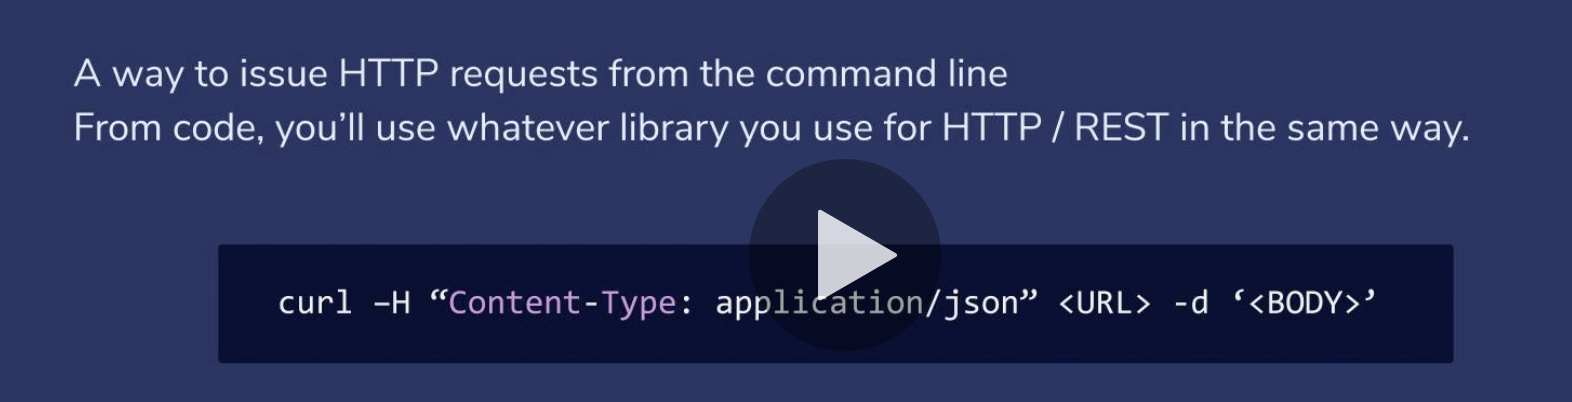 A way to issue HTTP requests from the command line
From code, you’ll use whatever library you use for HTTP / REST in the same way.
curl –H “Content-Type: application/json” <URL> -d ‘<BODY>’